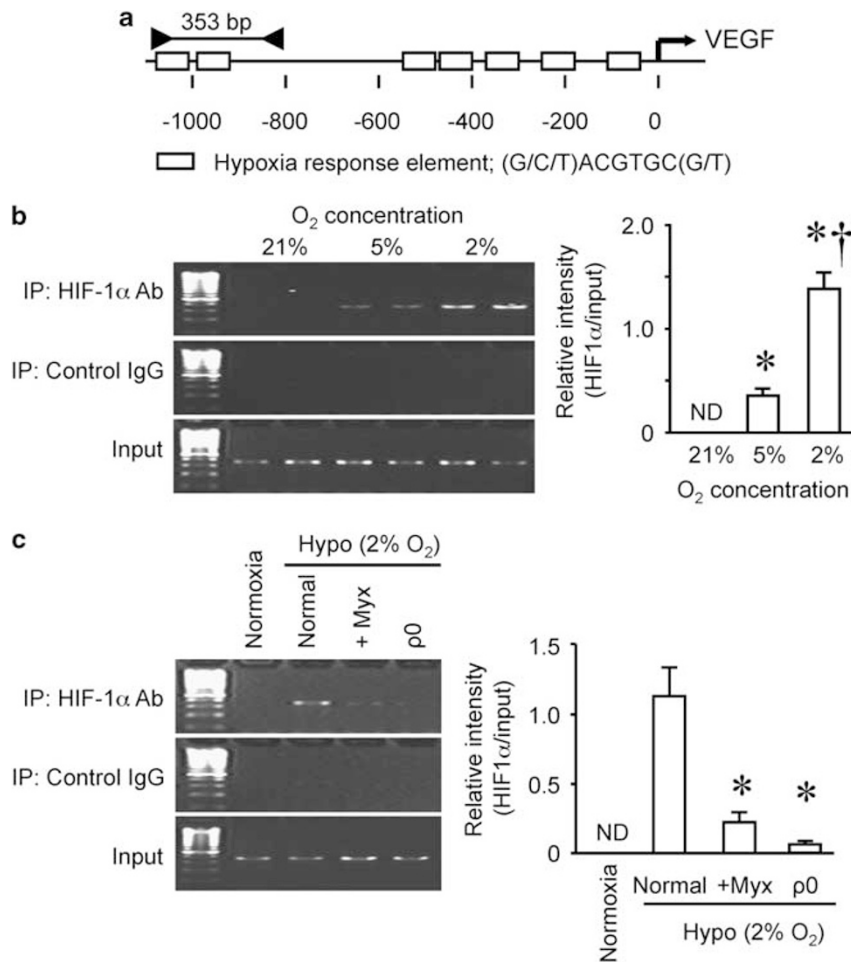 a
353 bp
VEGF
-1000 -800 -600 -400 -200 0
Hypoxia response element; (G/C/T)ACGTGC(G/T)
b
O2 concentration
21% 5% 2%
IP: HIF-1α Ab
IP: Control IgG
Input
Relative intensity
(HIF1α/input)
2.0
1.0
0
ND
*
*†
21% 5% 2%
O2 concentration
c
Hypo (2% O2)
Normoxia
Normal
+ Myx
ρ0
IP: HIF-1α Ab
IP: Control IgG
Input
Relative intensity
(HIF1α/input)
1.5
1.0
0.5
0
ND
*
*
Normoxia
Normal +Myx ρ0
Hypo (2% O2)